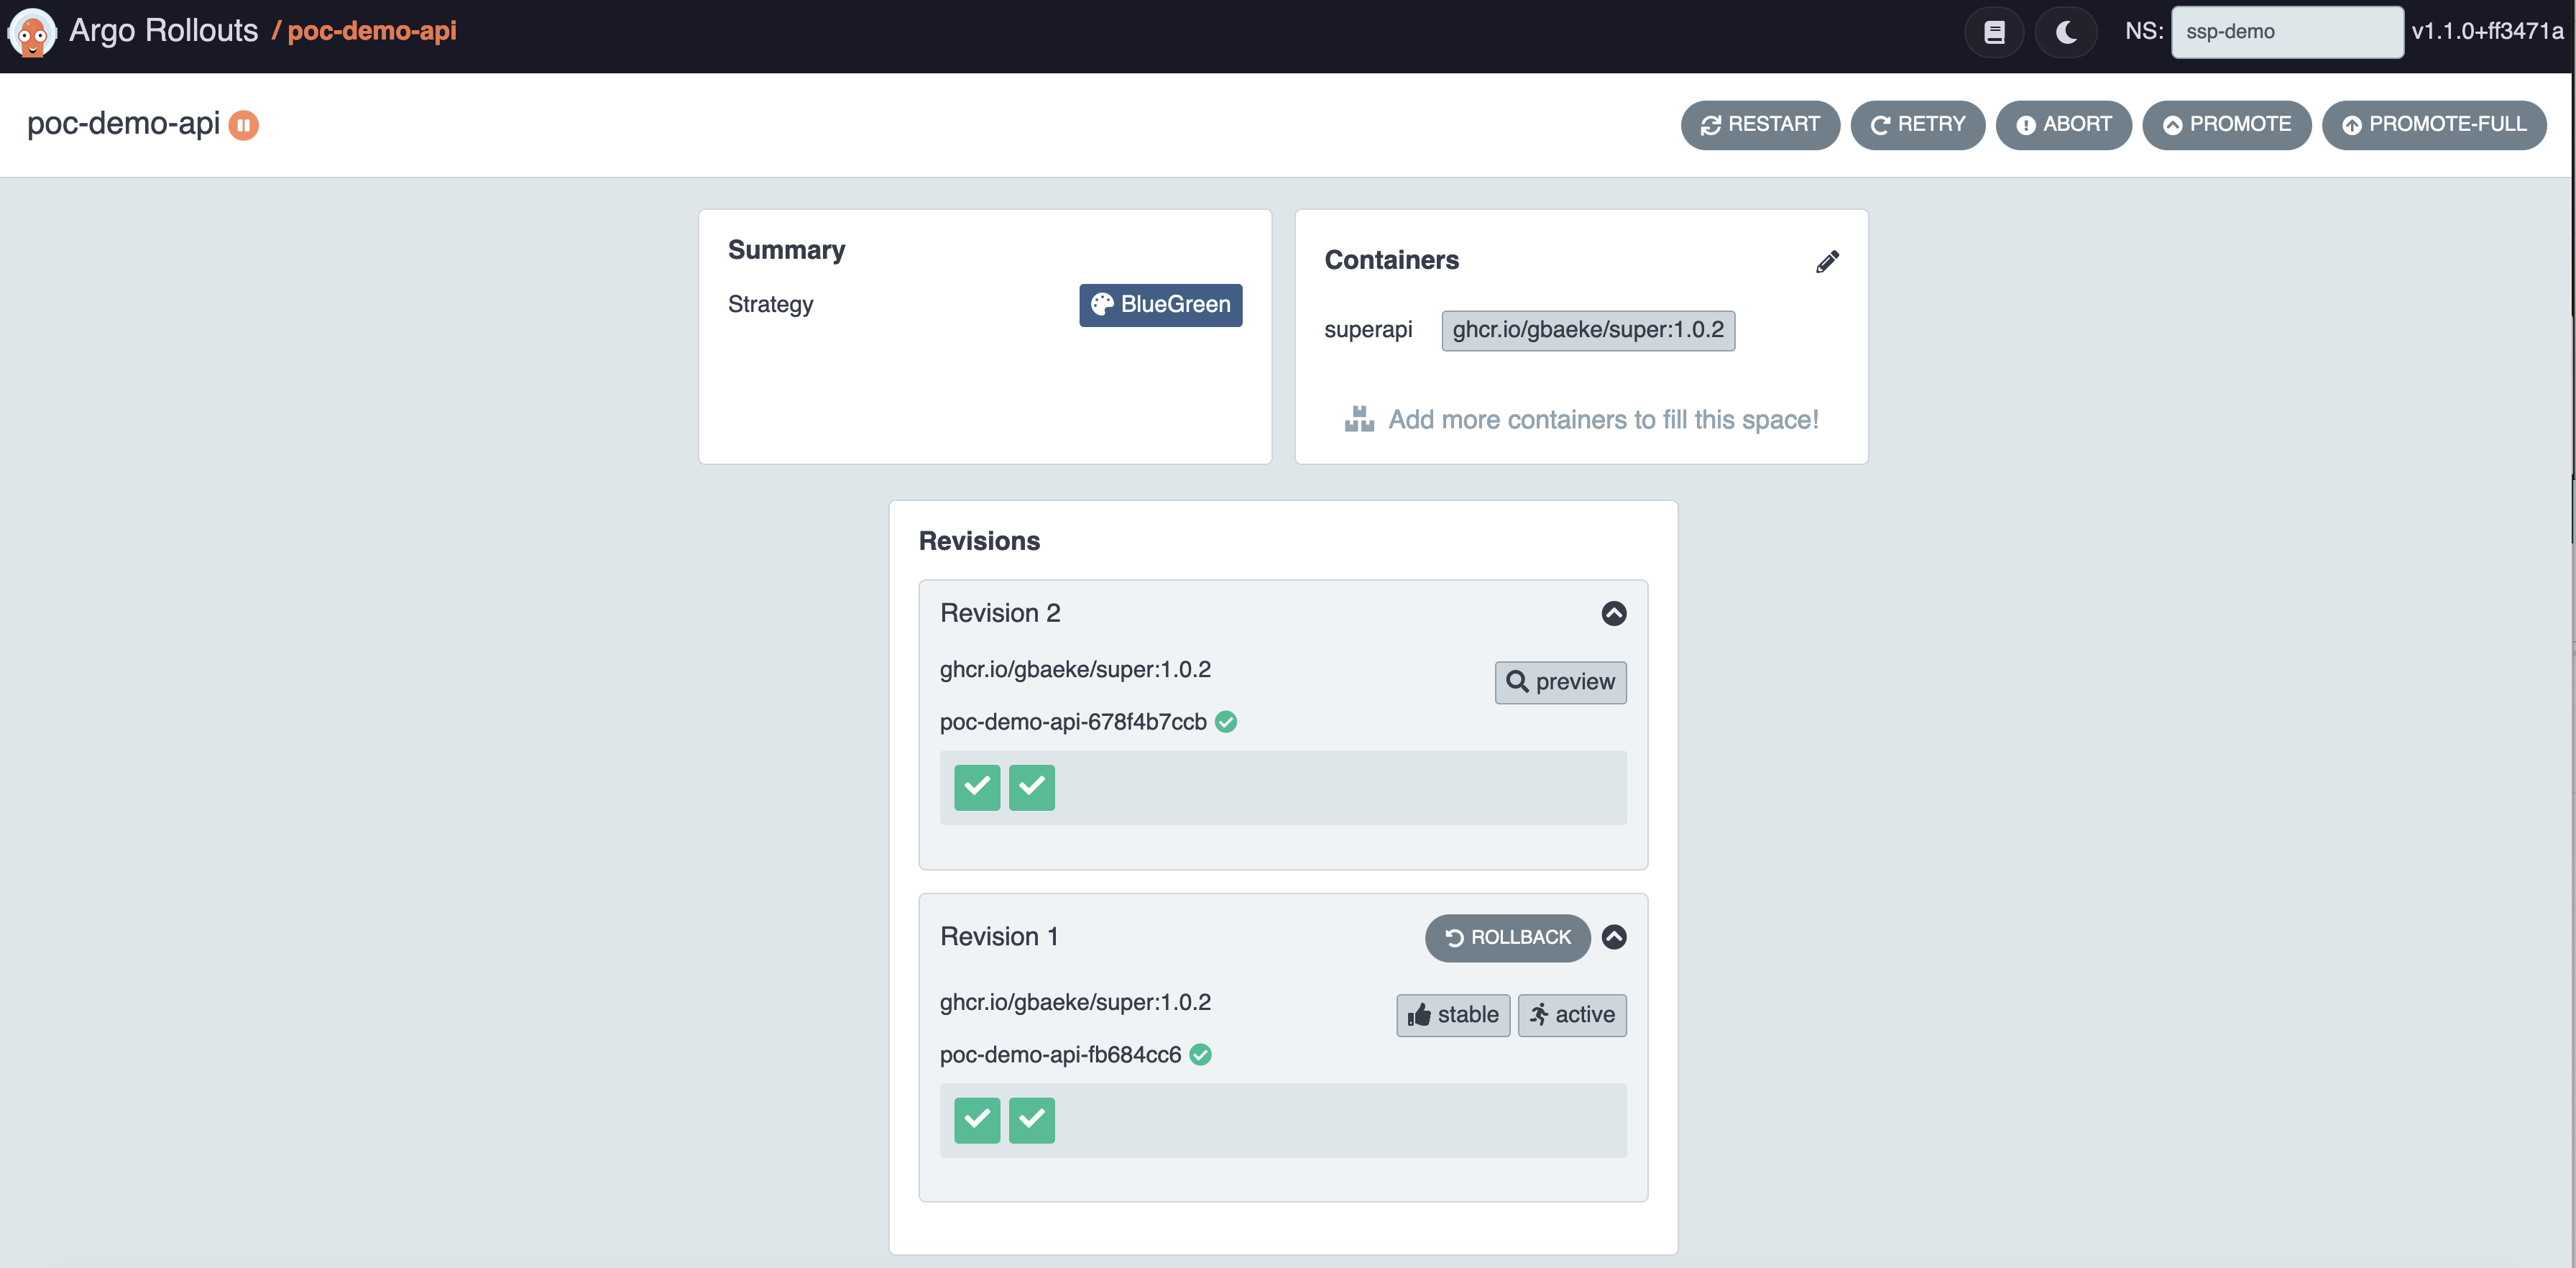 Argo Rollouts / poc-demo-api
NS: ssp-demo v1.1.0+ff3471a
poc-demo-api
RESTART RETRY ABORT PROMOTE PROMOTE-FULL
Summary
Strategy BlueGreen
Containers
superapi ghcr.io/gbaeke/super:1.0.2
Add more containers to fill this space!
Revisions
Revision 2
ghcr.io/gbaeke/super:1.0.2
preview
poc-demo-api-678f4b7ccb
Revision 1 ROLLBACK
ghcr.io/gbaeke/super:1.0.2
stable active
poc-demo-api-fb684cc6